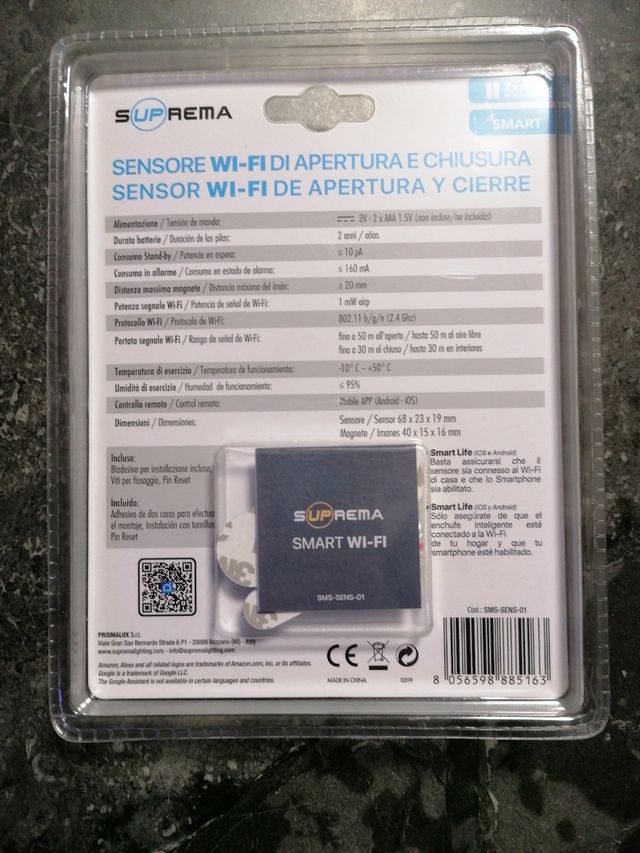 SUPREMA
SMART
SENSORE WI-FI DI APERTURA E CHIUSURA
SENSOR WI-FI DE APERTURA Y CIERRE
Alimentazione / Tensión de manda: 3V - 2 x AAA 1.5V (non incluse/no incluidas)
Durata batterie / Duración de las pilas: 2 anni / años
Consumo Stand-by / Potencia en espera: ≤ 10 µA
Consumo in allarme / Consumo en estado de alarma: ≤ 160 mA
Distanza massima magnete / Distancia máxima del imán: ≥ 20 mm
Potenza segnale Wi-Fi / Potencia de señal de Wi-Fi: 1 mW eirp
Protocollo Wi-Fi / Protocolo de Wi-Fi: 802.11 b/g/n (2.4 Ghz)
Portata segnale Wi-Fi / Rango de señal de Wi-Fi: fino a 50 m all'aperto / hasta 50 m al aire libre
fino a 30 m al chiuso / hasta 30 m en interiores
Temperatura di esercizio / Temperatura de funcionamiento: -10° C – +50° C
Umidità di esercizio / Humedad de funcionamiento: ≤ 95%
Controllo remoto / Control remoto: Mobile APP (Android - iOS)
Dimensioni / Dimensiones: Sensore / Sensor 68 x 23 x 19 mm
Magnete / Imanes 40 x 15 x 16 mm
Incluso:
Biadesivo per installazione incluso,
Viti per fissaggio, Pin Reset
Incluido:
Adhesivo de dos caras para efectua
el montaje, Instalación con tornillos
Pin Reset
Smart Life (iOS e Android)
Basta assicurarsi che il
sensore sia connesso al Wi-Fi
di casa e che lo Smartphone
sia abilitato.
Smart Life (iOS y Android)
Sólo asegúrate de que el
enchufe inteligente esté
conectado a la Wi-Fi
de tu hogar y que tu
smartphone esté habilitado.
SUPREMA
SMART WI-FI
SMS-SENS-01
PRISMALUX S.r.l.
Viale Gran San Bernardo Strada 6 P1 - 20089 Rozzano (MI) - Italy
www.supremalighting.com - info@supremalighting.com
Amazon, Alexa and all related logos are trademarks of Amazon.com, Inc. or its affiliates.
Google is a trademark of Google LLC.
The Google Assistant is not available in certain languages and countries.
CE
MADE IN CHINA
0399
Cod.: SMS-SENS-01
8 056598 885163